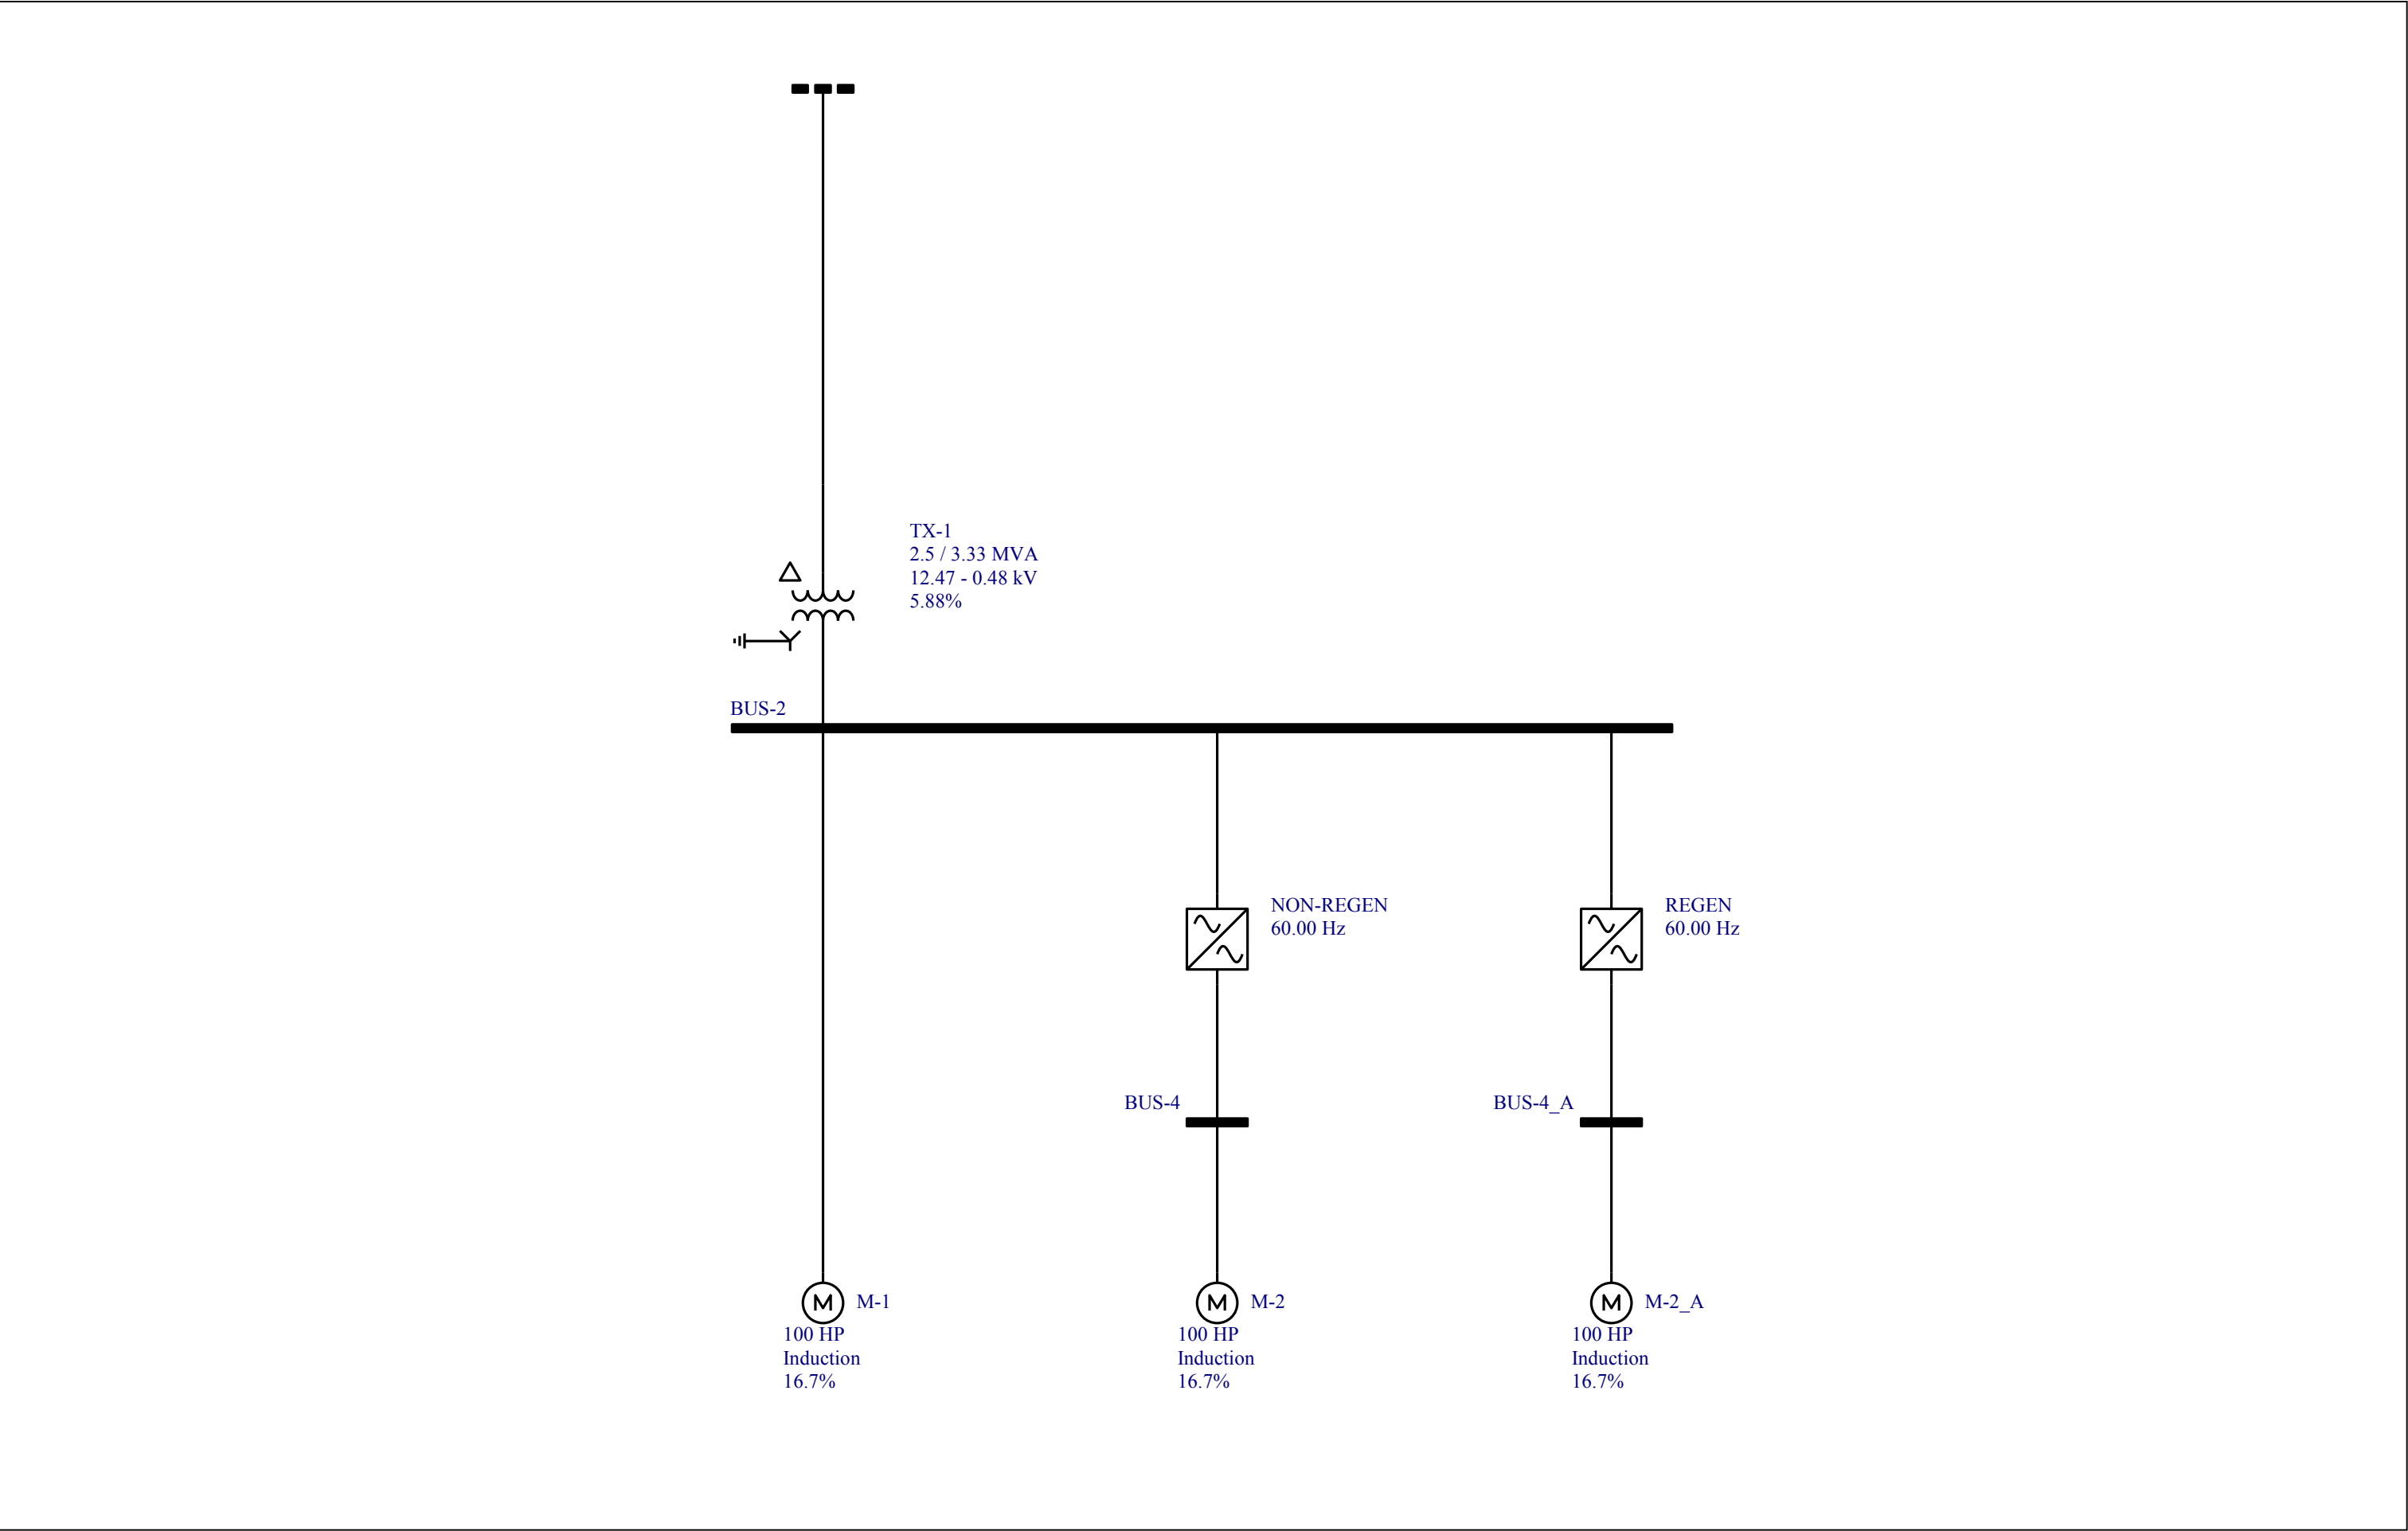 TX-1
2.5 / 3.33 MVA
12.47 - 0.48 kV
5.88%
BUS-2
NON-REGEN
60.00 Hz
REGEN
60.00 Hz
BUS-4
BUS-4_A
M M-1
100 HP
Induction
16.7%
M M-2
100 HP
Induction
16.7%
M M-2_A
100 HP
Induction
16.7%